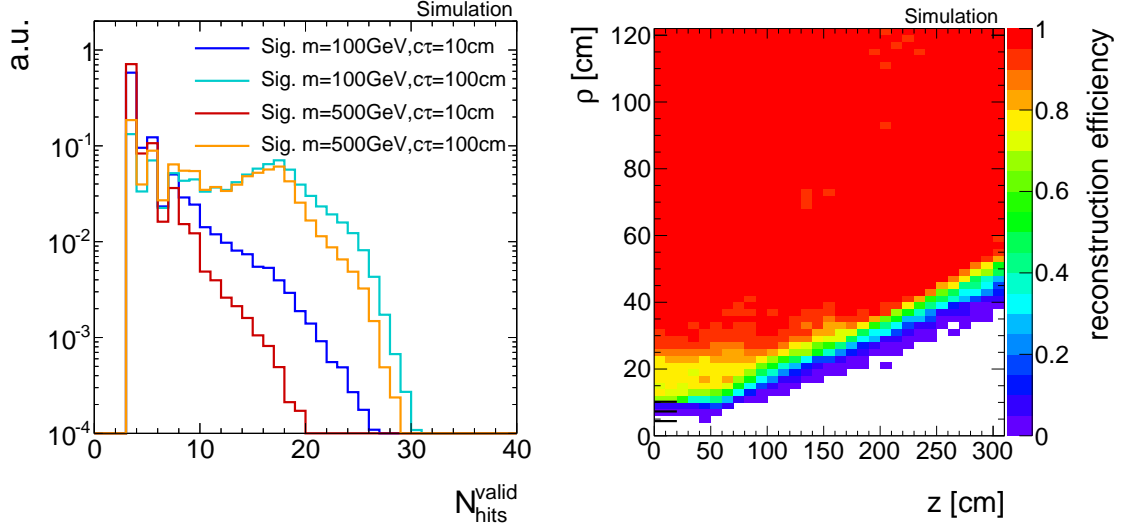 Simulation
a.u.
Sig. m=100GeV,cτ=10cm
Sig. m=100GeV,cτ=100cm
Sig. m=500GeV,cτ=10cm
Sig. m=500GeV,cτ=100cm
1
10⁻¹
10⁻²
10⁻³
10⁻⁴
0 10 20 30 40
N_hits^valid
Simulation
ρ [cm]
120
100
80
60
40
20
0
0 50 100 150 200 250 300
z [cm]
1
0.8
0.6
0.4
0.2
0
reconstruction efficiency